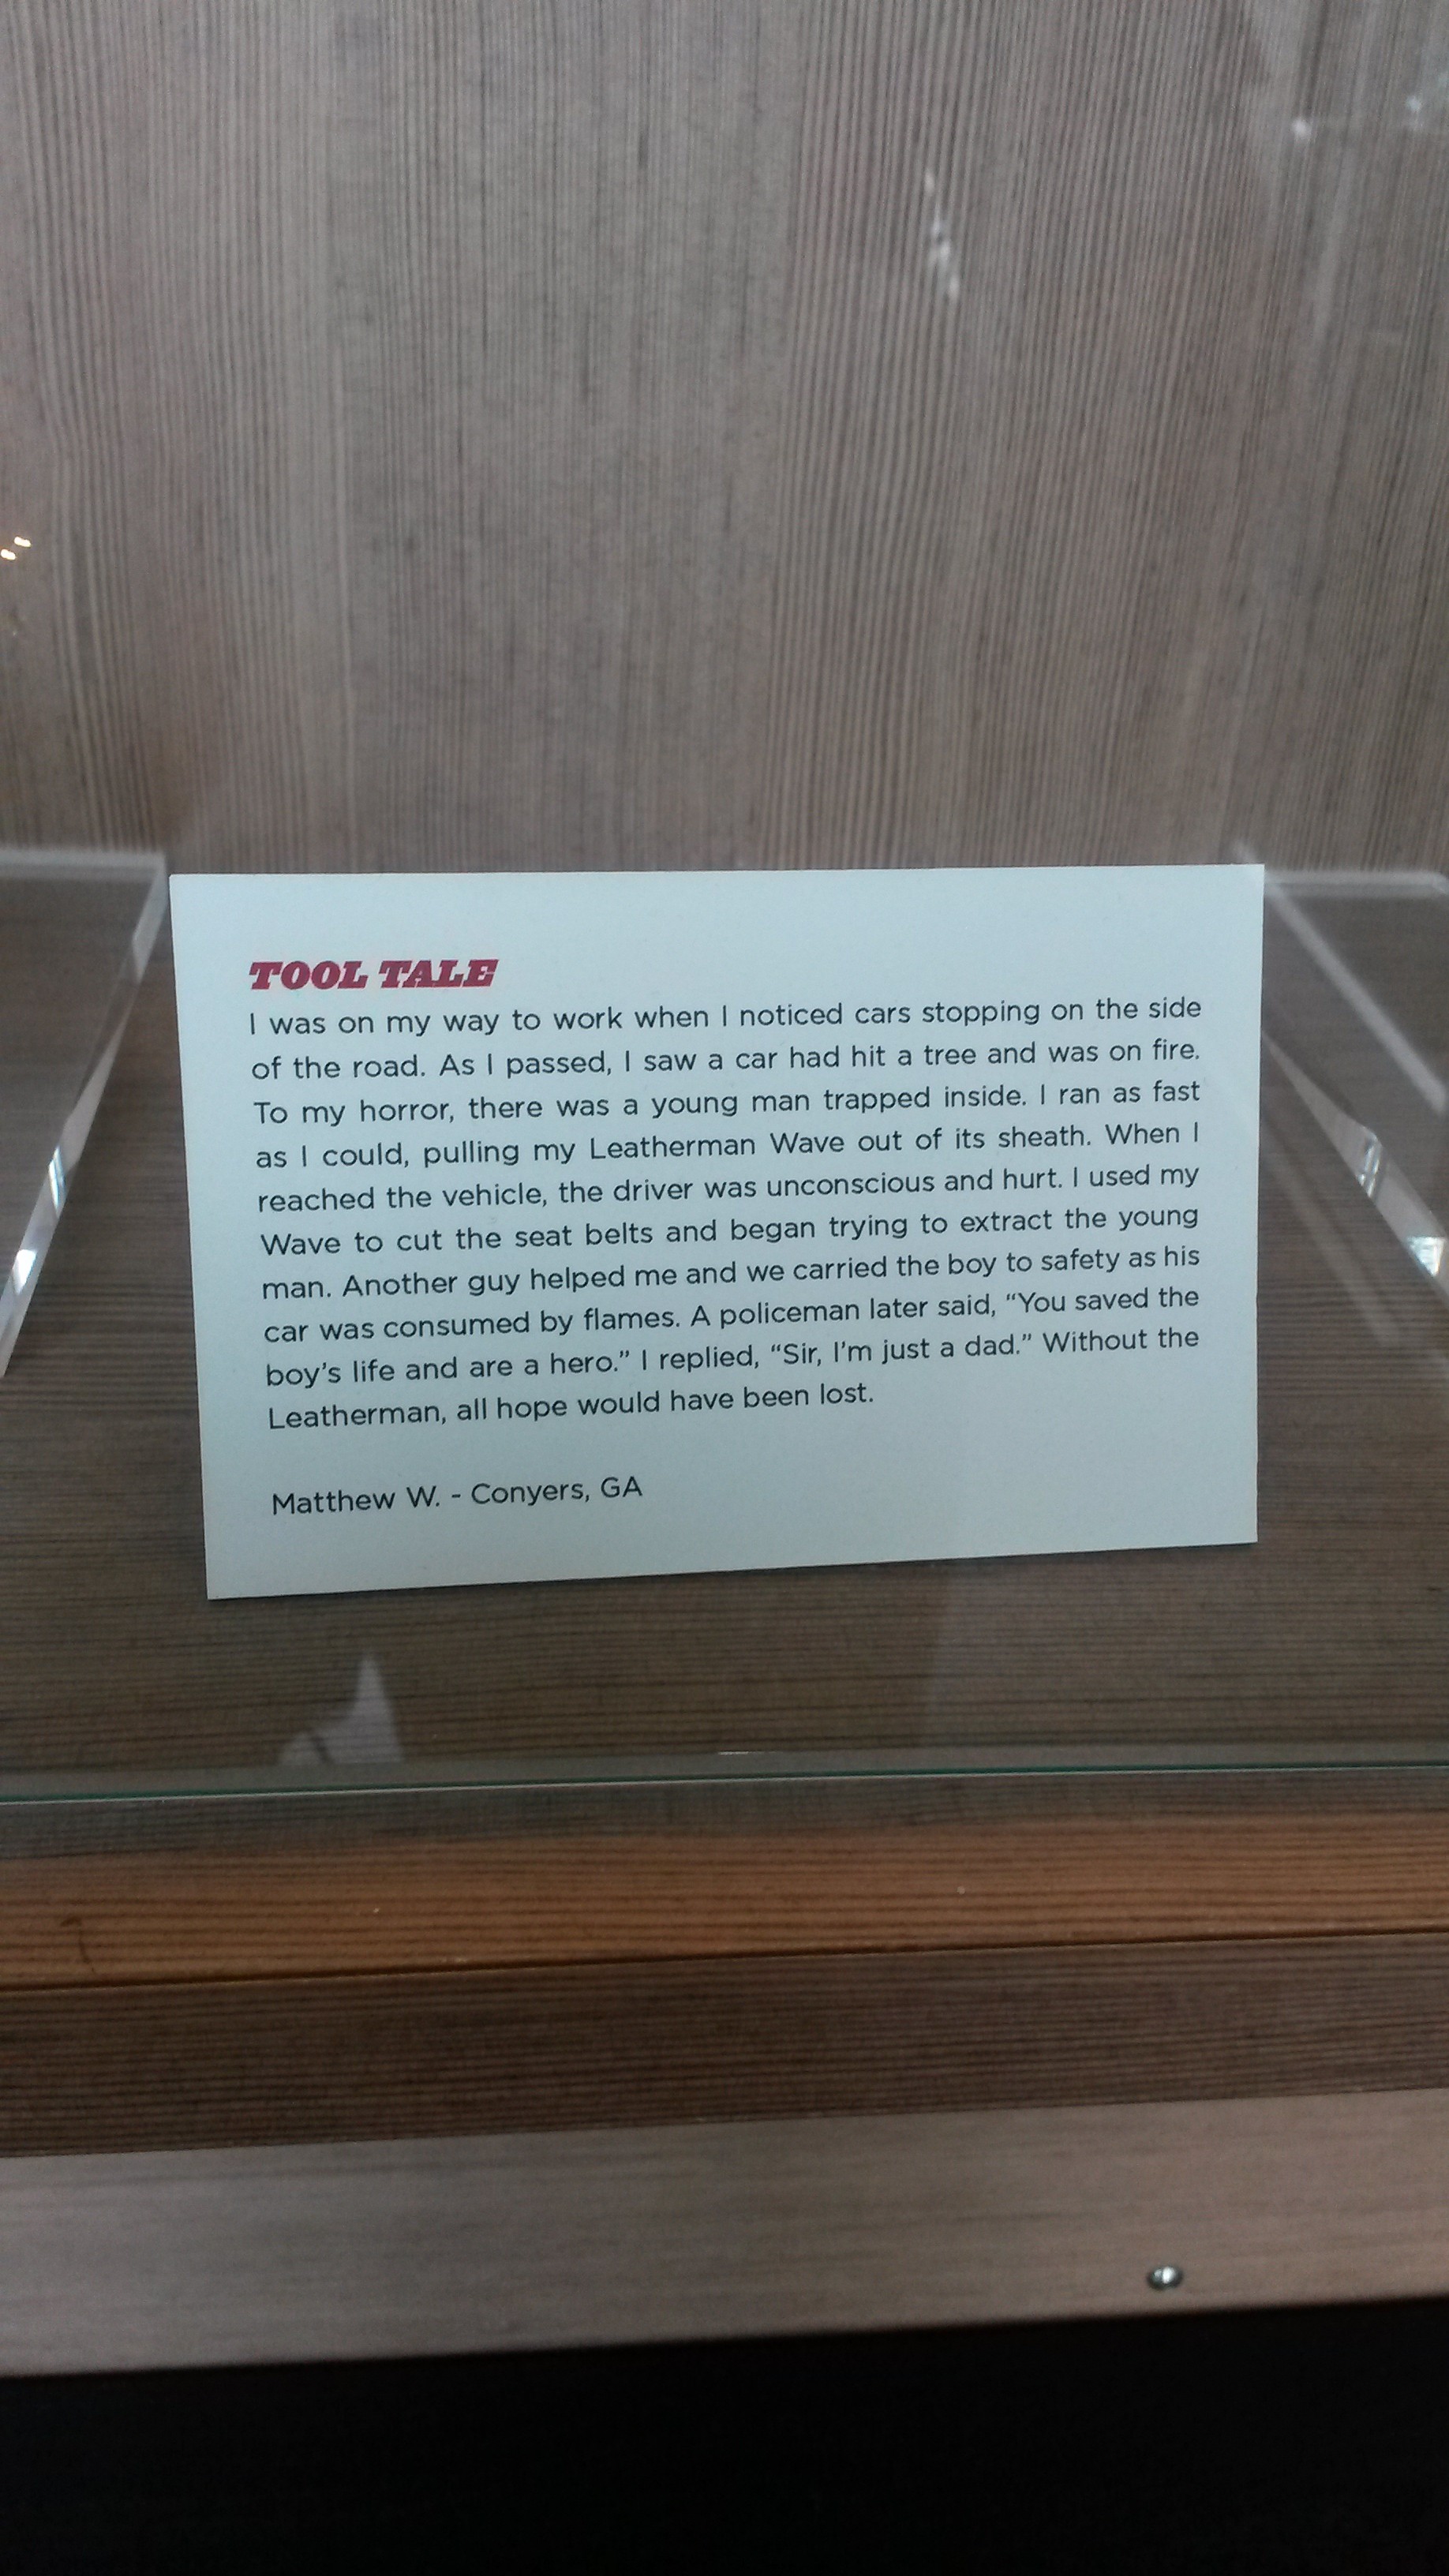 TOOL TALE
I was on my way to work when I noticed cars stopping on the side
of the road. As I passed, I saw a car had hit a tree and was on fire.
To my horror, there was a young man trapped inside. I ran as fast
as I could, pulling my Leatherman Wave out of its sheath. When I
reached the vehicle, the driver was unconscious and hurt. I used my
Wave to cut the seat belts and began trying to extract the young
man. Another guy helped me and we carried the boy to safety as his
car was consumed by flames. A policeman later said, “You saved the
boy’s life and are a hero.” I replied, “Sir, I’m just a dad.” Without the
Leatherman, all hope would have been lost.
Matthew W. - Conyers, GA